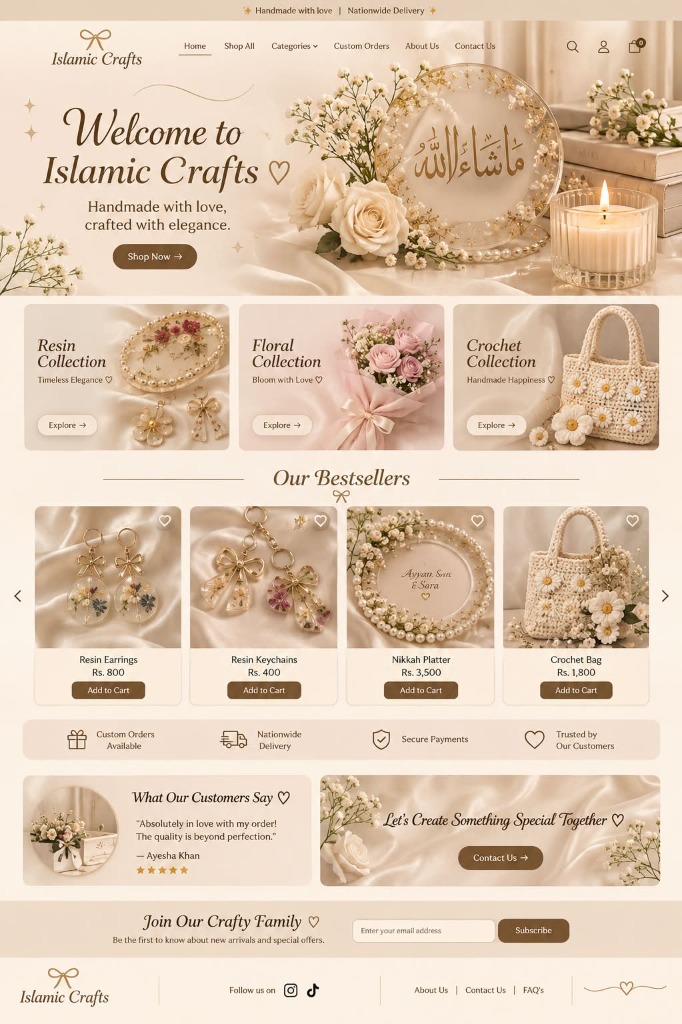 Handmade with love | Nationwide Delivery
Islamic Crafts
Home
Shop All
Categories
Custom Orders
About Us
Contact Us
0
Welcome to
Islamic Crafts ♡
Handmade with love,
crafted with elegance.
Shop Now →
ماشاءالله
Resin
Collection
Timeless Elegance ♡
Explore →
Floral
Collection
Bloom with Love ♡
Explore →
Crochet
Collection
Handmade Happiness ♡
Explore →
Our Bestsellers
&Sara
Resin Earrings
Rs. 800
Add to Cart
Resin Keychains
Rs. 400
Add to Cart
Nikkah Platter
Rs. 3,500
Add to Cart
Crochet Bag
Rs. 1,800
Add to Cart
Custom Orders
Available
Nationwide
Delivery
Secure Payments
Trusted by
Our Customers
What Our Customers Say ♡
"Absolutely in love with my order!
The quality is beyond perfection."
— Ayesha Khan
★★★★★
Let's Create Something Special Together ♡
Contact Us →
Join Our Crafty Family ♡
Be the first to know about new arrivals and special offers.
Enter your email address
Subscribe
Islamic Crafts
Follow us on
About Us | Contact Us | FAQ's